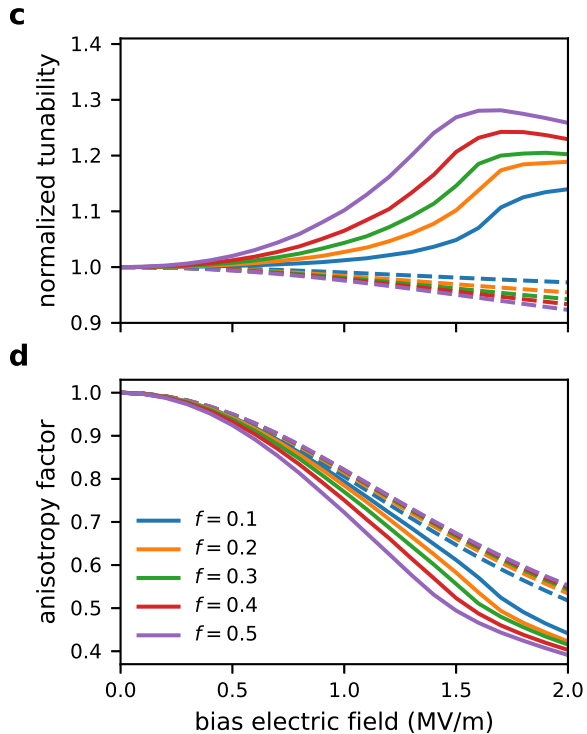 c
1.4
1.3
1.2
1.1
1.0
0.9
normalized tunability
d
1.0
0.9
0.8
0.7
0.6
0.5
0.4
anisotropy factor
f = 0.1
f = 0.2
f = 0.3
f = 0.4
f = 0.5
0.0 0.5 1.0 1.5 2.0
bias electric field (MV/m)